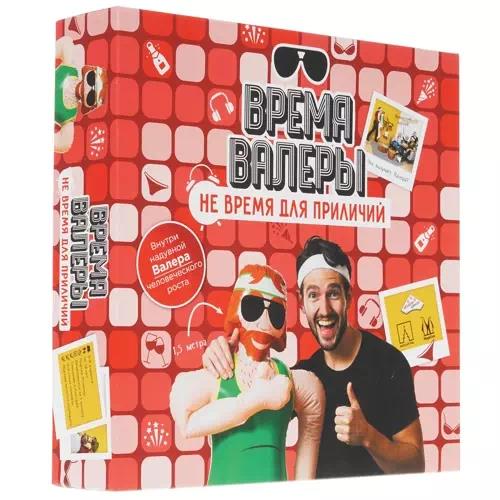 ВРЕМЯ
ВАЛЕРЫ
НЕ ВРЕМЯ ДЛЯ ПРИЛИЧИЙ
Внутри
надувной
Валера
человеческого
роста
1,5 метра
ВРЕМЯ
ВАЛЕРЫ
НЕ ВРЕМЯ ДЛЯ ПРИЛИЧИЙ